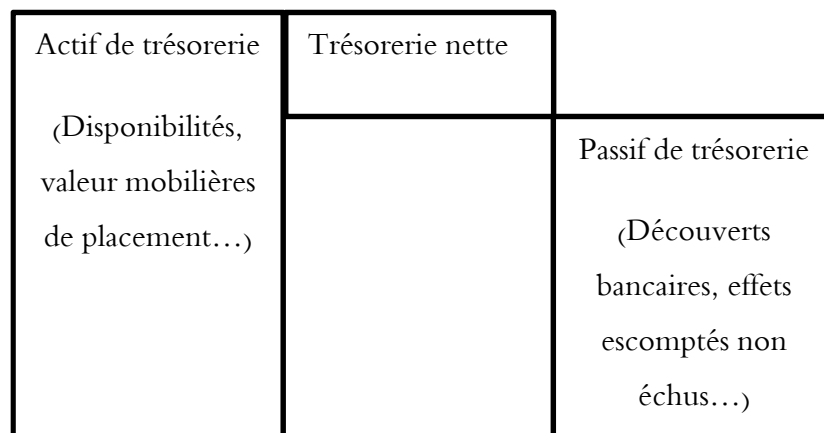 Actif de trésorerie
(Disponibilités,
valeur mobilières
de placement…)
Trésorerie nette
Passif de trésorerie
(Découverts
bancaires, effets
escomptés non
échus…)